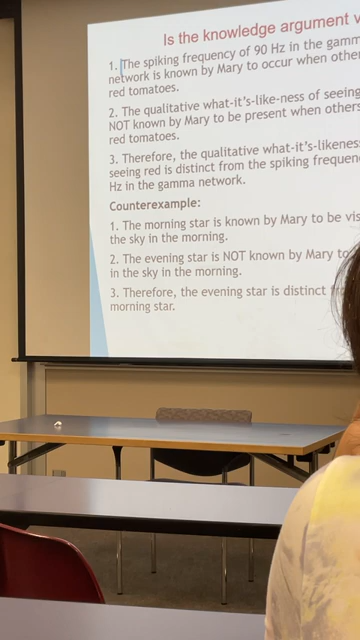 Is the knowledge argument v
1. The spiking frequency of 90 Hz in the gamm
network is known by Mary to occur when other
red tomatoes.
2. The qualitative what-it's-like-ness of seeing
NOT known by Mary to be present when others
red tomatoes.
3. Therefore, the qualitative what-it's-likeness
seeing red is distinct from the spiking frequen
Hz in the gamma network.
Counterexample:
1. The morning star is known by Mary to be vis
the sky in the morning.
2. The evening star is NOT known by Mary to
in the sky in the morning.
3. Therefore, the evening star is distinct
morning star.